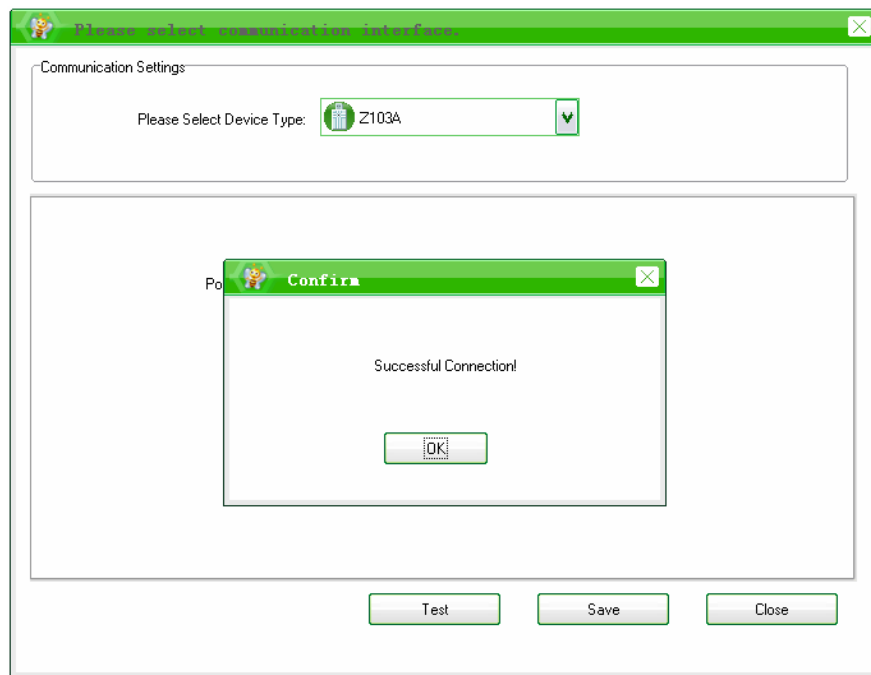 Please select communication interface.
Communication Settings
Please Select Device Type: Z103A
Po
Confirm
Successful Connection!
OK
Test Save Close